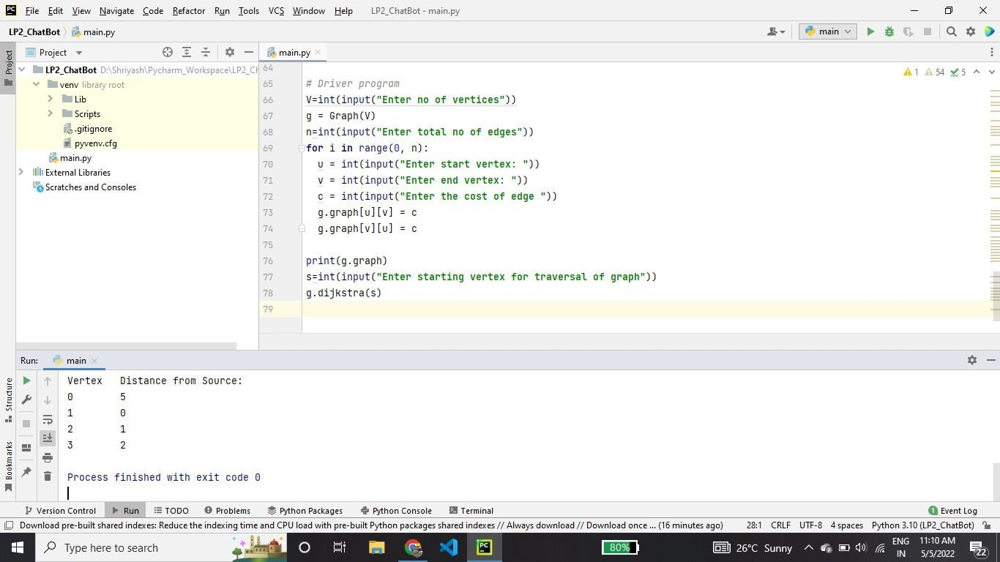 PC File Edit View Navigate Code Refactor Run Tools VCS Window Help LP2_ChatBot - main.py
LP2_ChatBot main.py main
Project
Project
main.py
LP2_ChatBot D:\Shriyash\Pycharm_Workspace\LP2_Ch
venv library root
Lib
Scripts
.gitignore
pyvenv.cfg
main.py
External Libraries
Scratches and Consoles
1 54 5
64
65 # Driver program
66 V=int(input("Enter no of vertices"))
67 g = Graph(V)
68 n=int(input("Enter total no of edges"))
69 for i in range(0, n):
70 u = int(input("Enter start vertex: "))
71 v = int(input("Enter end vertex: "))
72 c = int(input("Enter the cost of edge "))
73 g.graph[u][v] = c
74 g.graph[v][u] = c
75
76 print(g.graph)
77 s=int(input("Enter starting vertex for traversal of graph"))
78 g.dijkstra(s)
79
Run: main
Structure
Bookmarks
Vertex Distance from Source:
0 5
1 0
2 1
3 2
Process finished with exit code 0
Version Control Run TODO Problems Python Packages Python Console Terminal 1 Event Log
Download pre-built shared indexes: Reduce the indexing time and CPU load with pre-built Python packages shared indexes // Always download // Download once ... (16 minutes ago) 28:1 CRLF UTF-8 4 spaces Python 3.10 (LP2_ChatBot)
Type here to search PC 80% 26°C Sunny ENG 11:10 AM
IN 5/5/2022 22